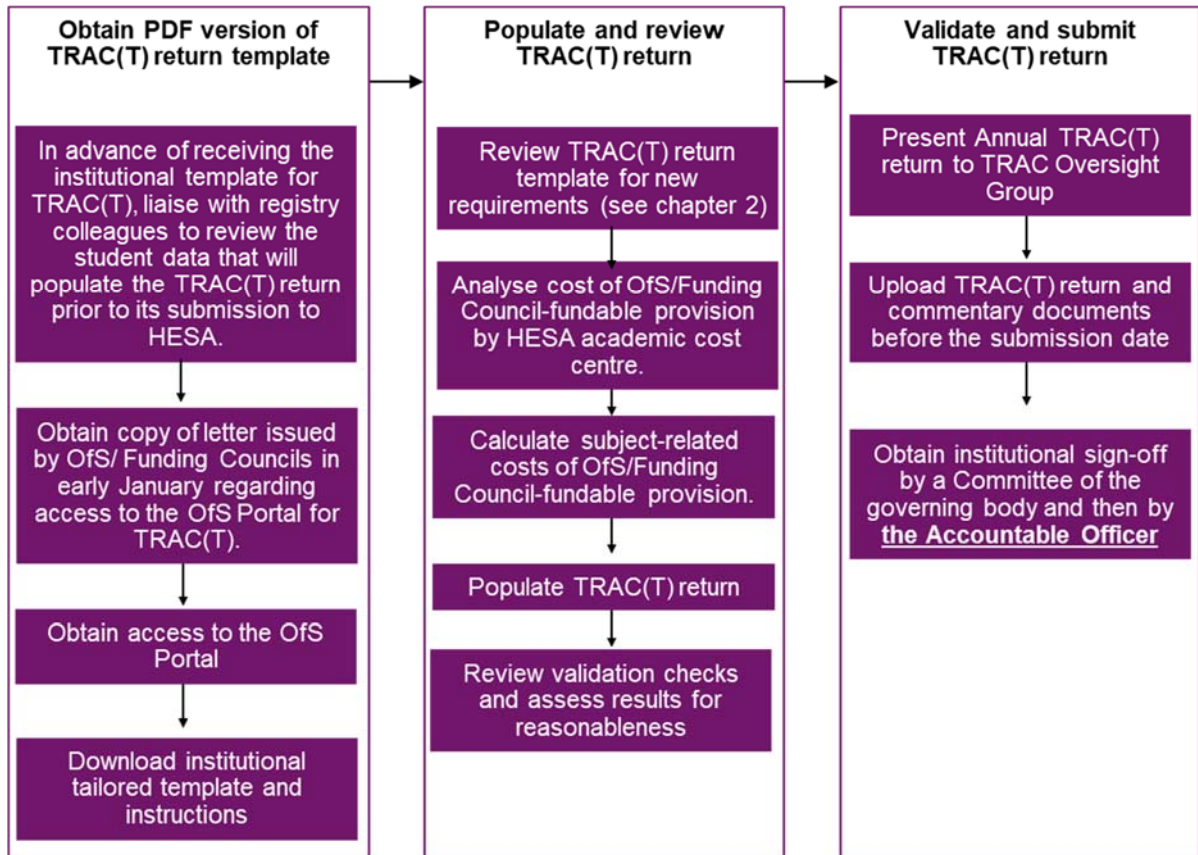 Obtain PDF version of
TRAC(T) return template
In advance of receiving the
institutional template for
TRAC(T), liaise with registry
colleagues to review the
student data that will
populate the TRAC(T) return
prior to its submission to
HESA.
Obtain copy of letter issued
by OfS/ Funding Councils in
early January regarding
access to the OfS Portal for
TRAC(T).
Obtain access to the OfS
Portal
Download institutional
tailored template and
instructions
Populate and review
TRAC(T) return
Review TRAC(T) return
template for new
requirements (see chapter 2)
Analyse cost of OfS/Funding
Council-fundable provision
by HESA academic cost
centre.
Calculate subject-related
costs of OfS/Funding
Council-fundable provision.
Populate TRAC(T) return
Review validation checks
and assess results for
reasonableness
Validate and submit
TRAC(T) return
Present Annual TRAC(T)
return to TRAC Oversight
Group
Upload TRAC(T) return and
commentary documents
before the submission date
Obtain institutional sign-off
by a Committee of the
governing body and then by
the Accountable Officer